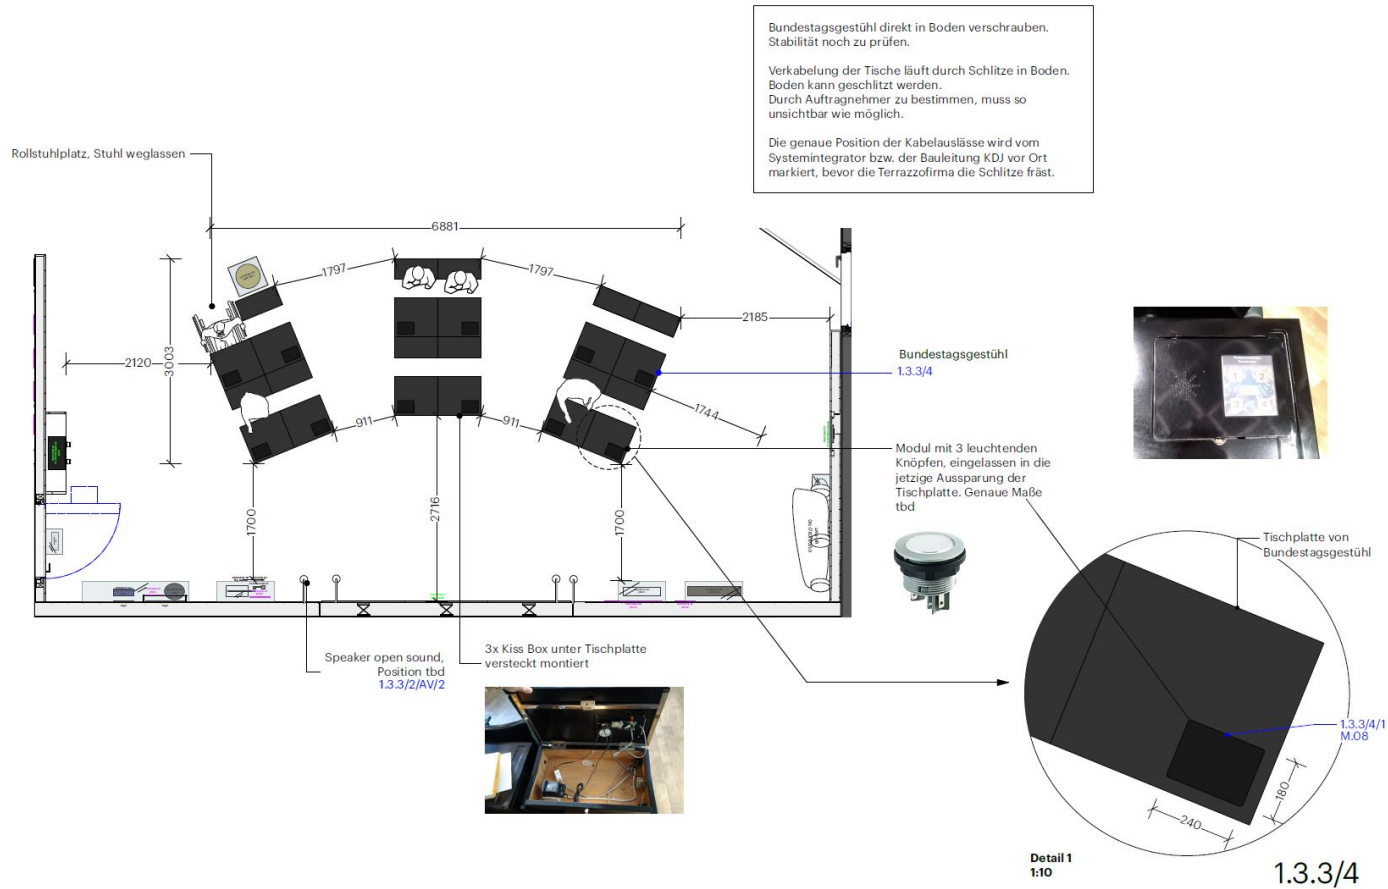 Bundestagsgestühl direkt in Boden verschrauben.
Stabilität noch zu prüfen.
Verkabelung der Tische läuft durch Schlitze in Boden.
Boden kann geschlitzt werden.
Durch Auftragnehmer zu bestimmen, muss so
unsichtbar wie möglich.
Die genaue Position der Kabelauslässe wird vom
Systemintegrator bzw. der Bauleitung KDJ vor Ort
markiert, bevor die Terrazzofirma die Schlitze fräst.
Rollstuhlplatz, Stuhl weglassen
6881
1797
1797
2185
2120
3003
Bundestagsgestühl
1.3.3/4
1744
911
911
Modul mit 3 leuchtenden
Knöpfen, eingelassen in die
jetzige Aussparung der
Tischplatte. Genaue Maße
tbd
1700
2716
1700
Tischplatte von
Bundestagsgestühl
Speaker open sound,
Position tbd
1.3.3/2/AV/2
3x Kiss Box unter Tischplatte
versteckt montiert
1.3.3/4/1
M.08
180
240
Detail 1
1:10
1.3.3/4